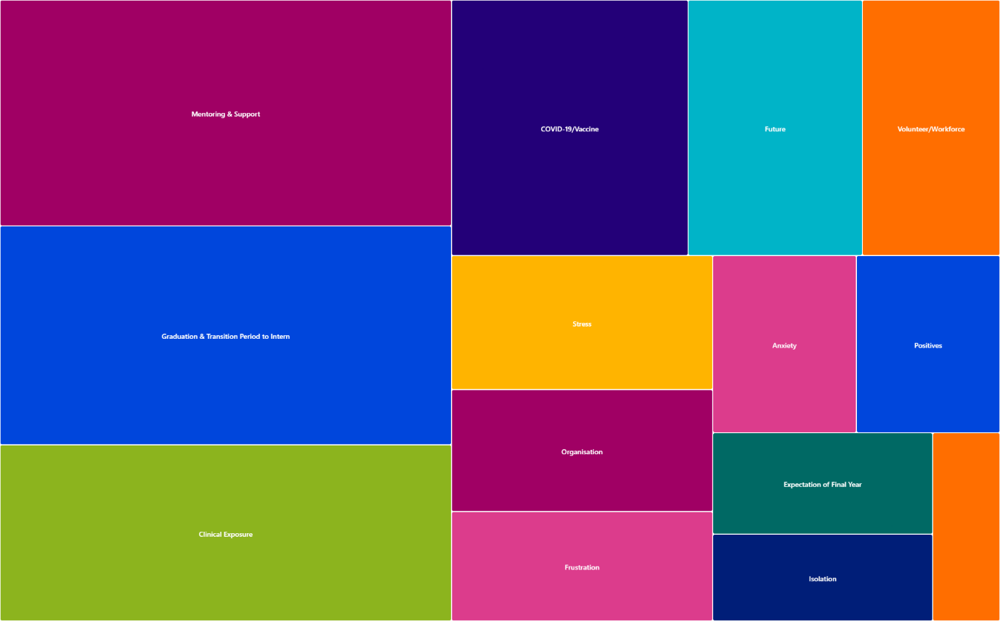 Mentoring & Support
COVID-19/Vaccine
Future
Volunteer/Workforce
Graduation & Transition Period to Intern
Stress
Anxiety
Positives
Organisation
Expectation of Final Year
Clinical Exposure
Frustration
Isolation